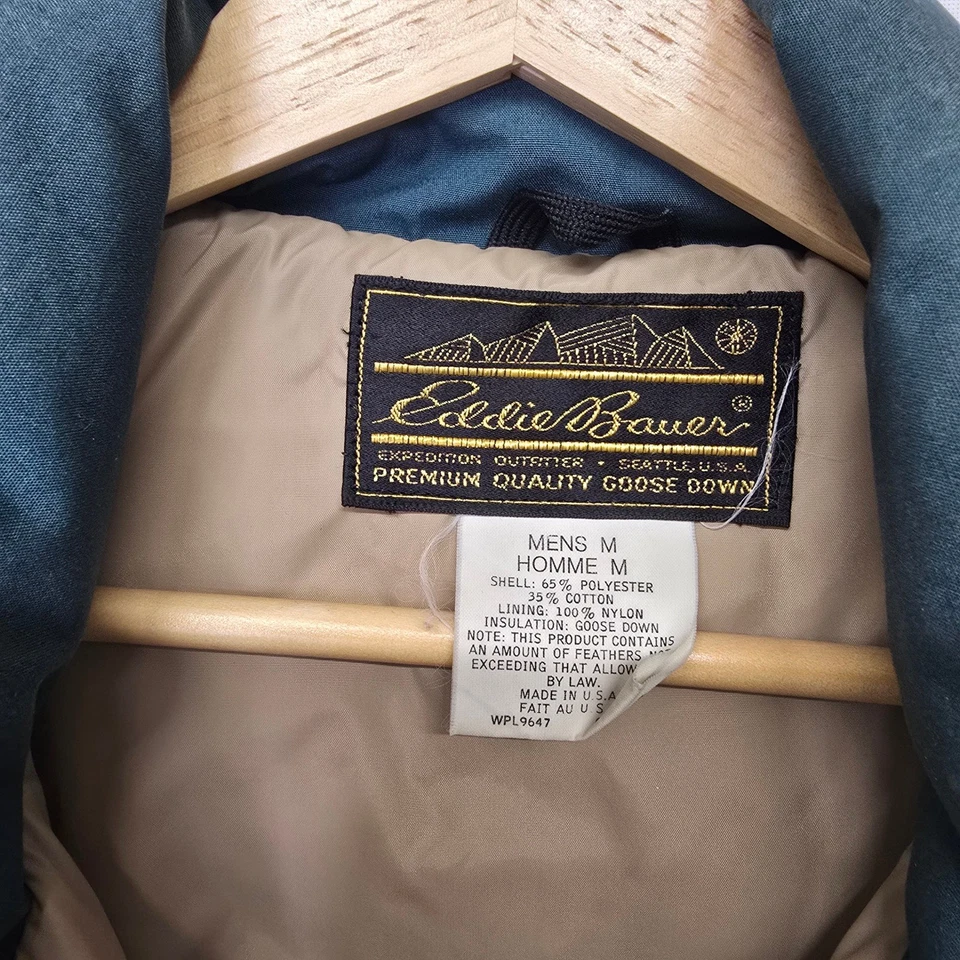 Eddie Bauer ®
EXPEDITION OUTFITTER • SEATTLE, U.S.A.
PREMIUM QUALITY GOOSE DOWN
MENS M
HOMME M
SHELL: 65% POLYESTER
35% COTTON
LINING: 100% NYLON
INSULATION: GOOSE DOWN
NOTE: THIS PRODUCT CONTAINS
AN AMOUNT OF FEATHERS
EXCEEDING THAT ALLOW
BY LAW.
MADE IN U.S.A
FAIT AU U S
WPL9647